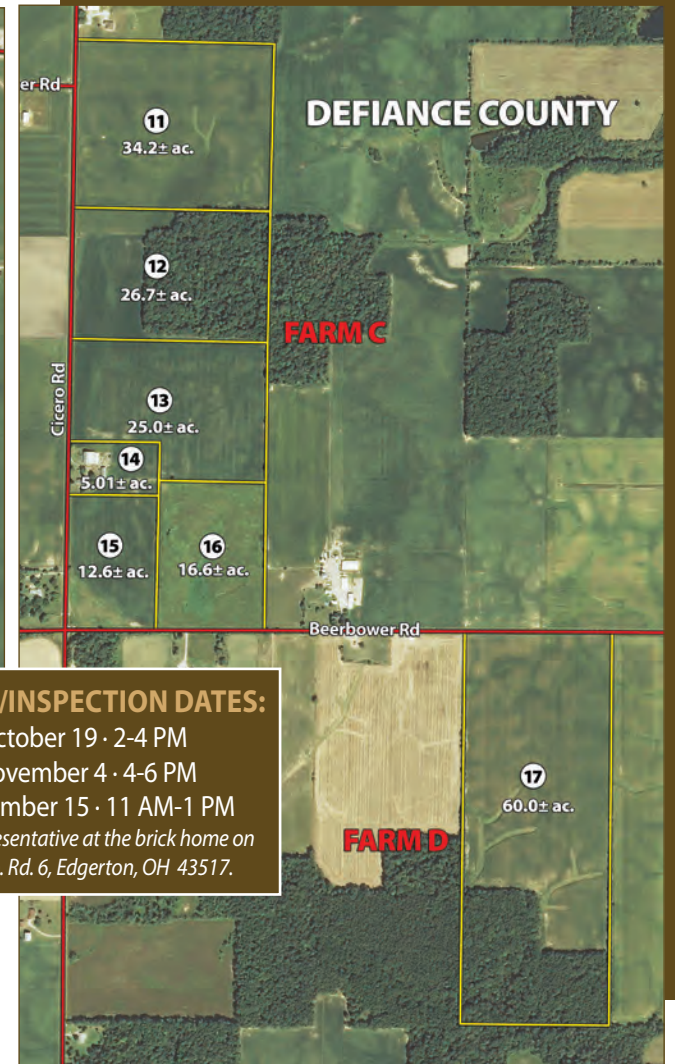 er Rd
DEFIANCE COUNTY
11
34.2± ac.
12
26.7± ac.
FARM C
Cicero Rd
13
25.0± ac.
14
5.01± ac.
15
12.6± ac.
16
16.6± ac.
Beerbower Rd
/INSPECTION DATES:
ctober 19 · 2-4 PM
ovember 4 · 4-6 PM
mber 15 · 11 AM-1 PM
esentative at the brick home on
. Rd. 6, Edgerton, OH 43517.
17
60.0± ac.
FARM D